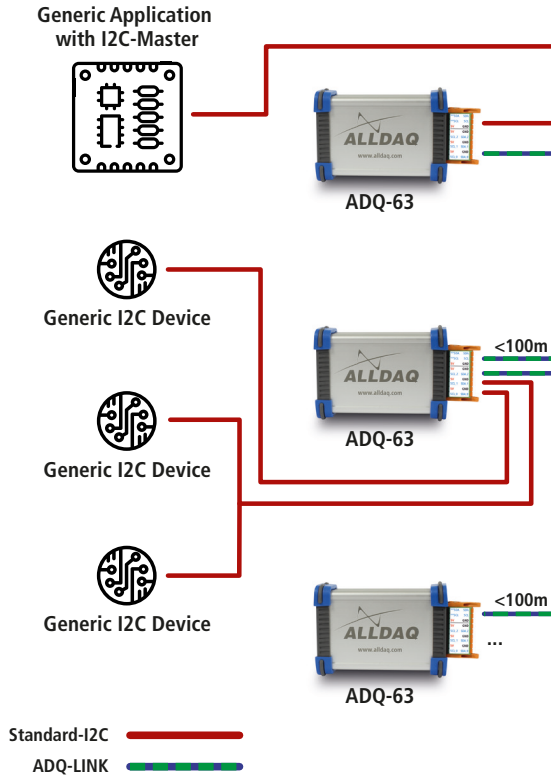 Generic Application
with I2C-Master
ALLDAQ
www.alldaq.com
ADQ-63
Generic I2C Device
<100m
ALLDAQ
www.alldaq.com
ADQ-63
Generic I2C Device
Generic I2C Device
<100m
ALLDAQ
www.alldaq.com
...
ADQ-63
Standard-I2C
ADQ-LINK